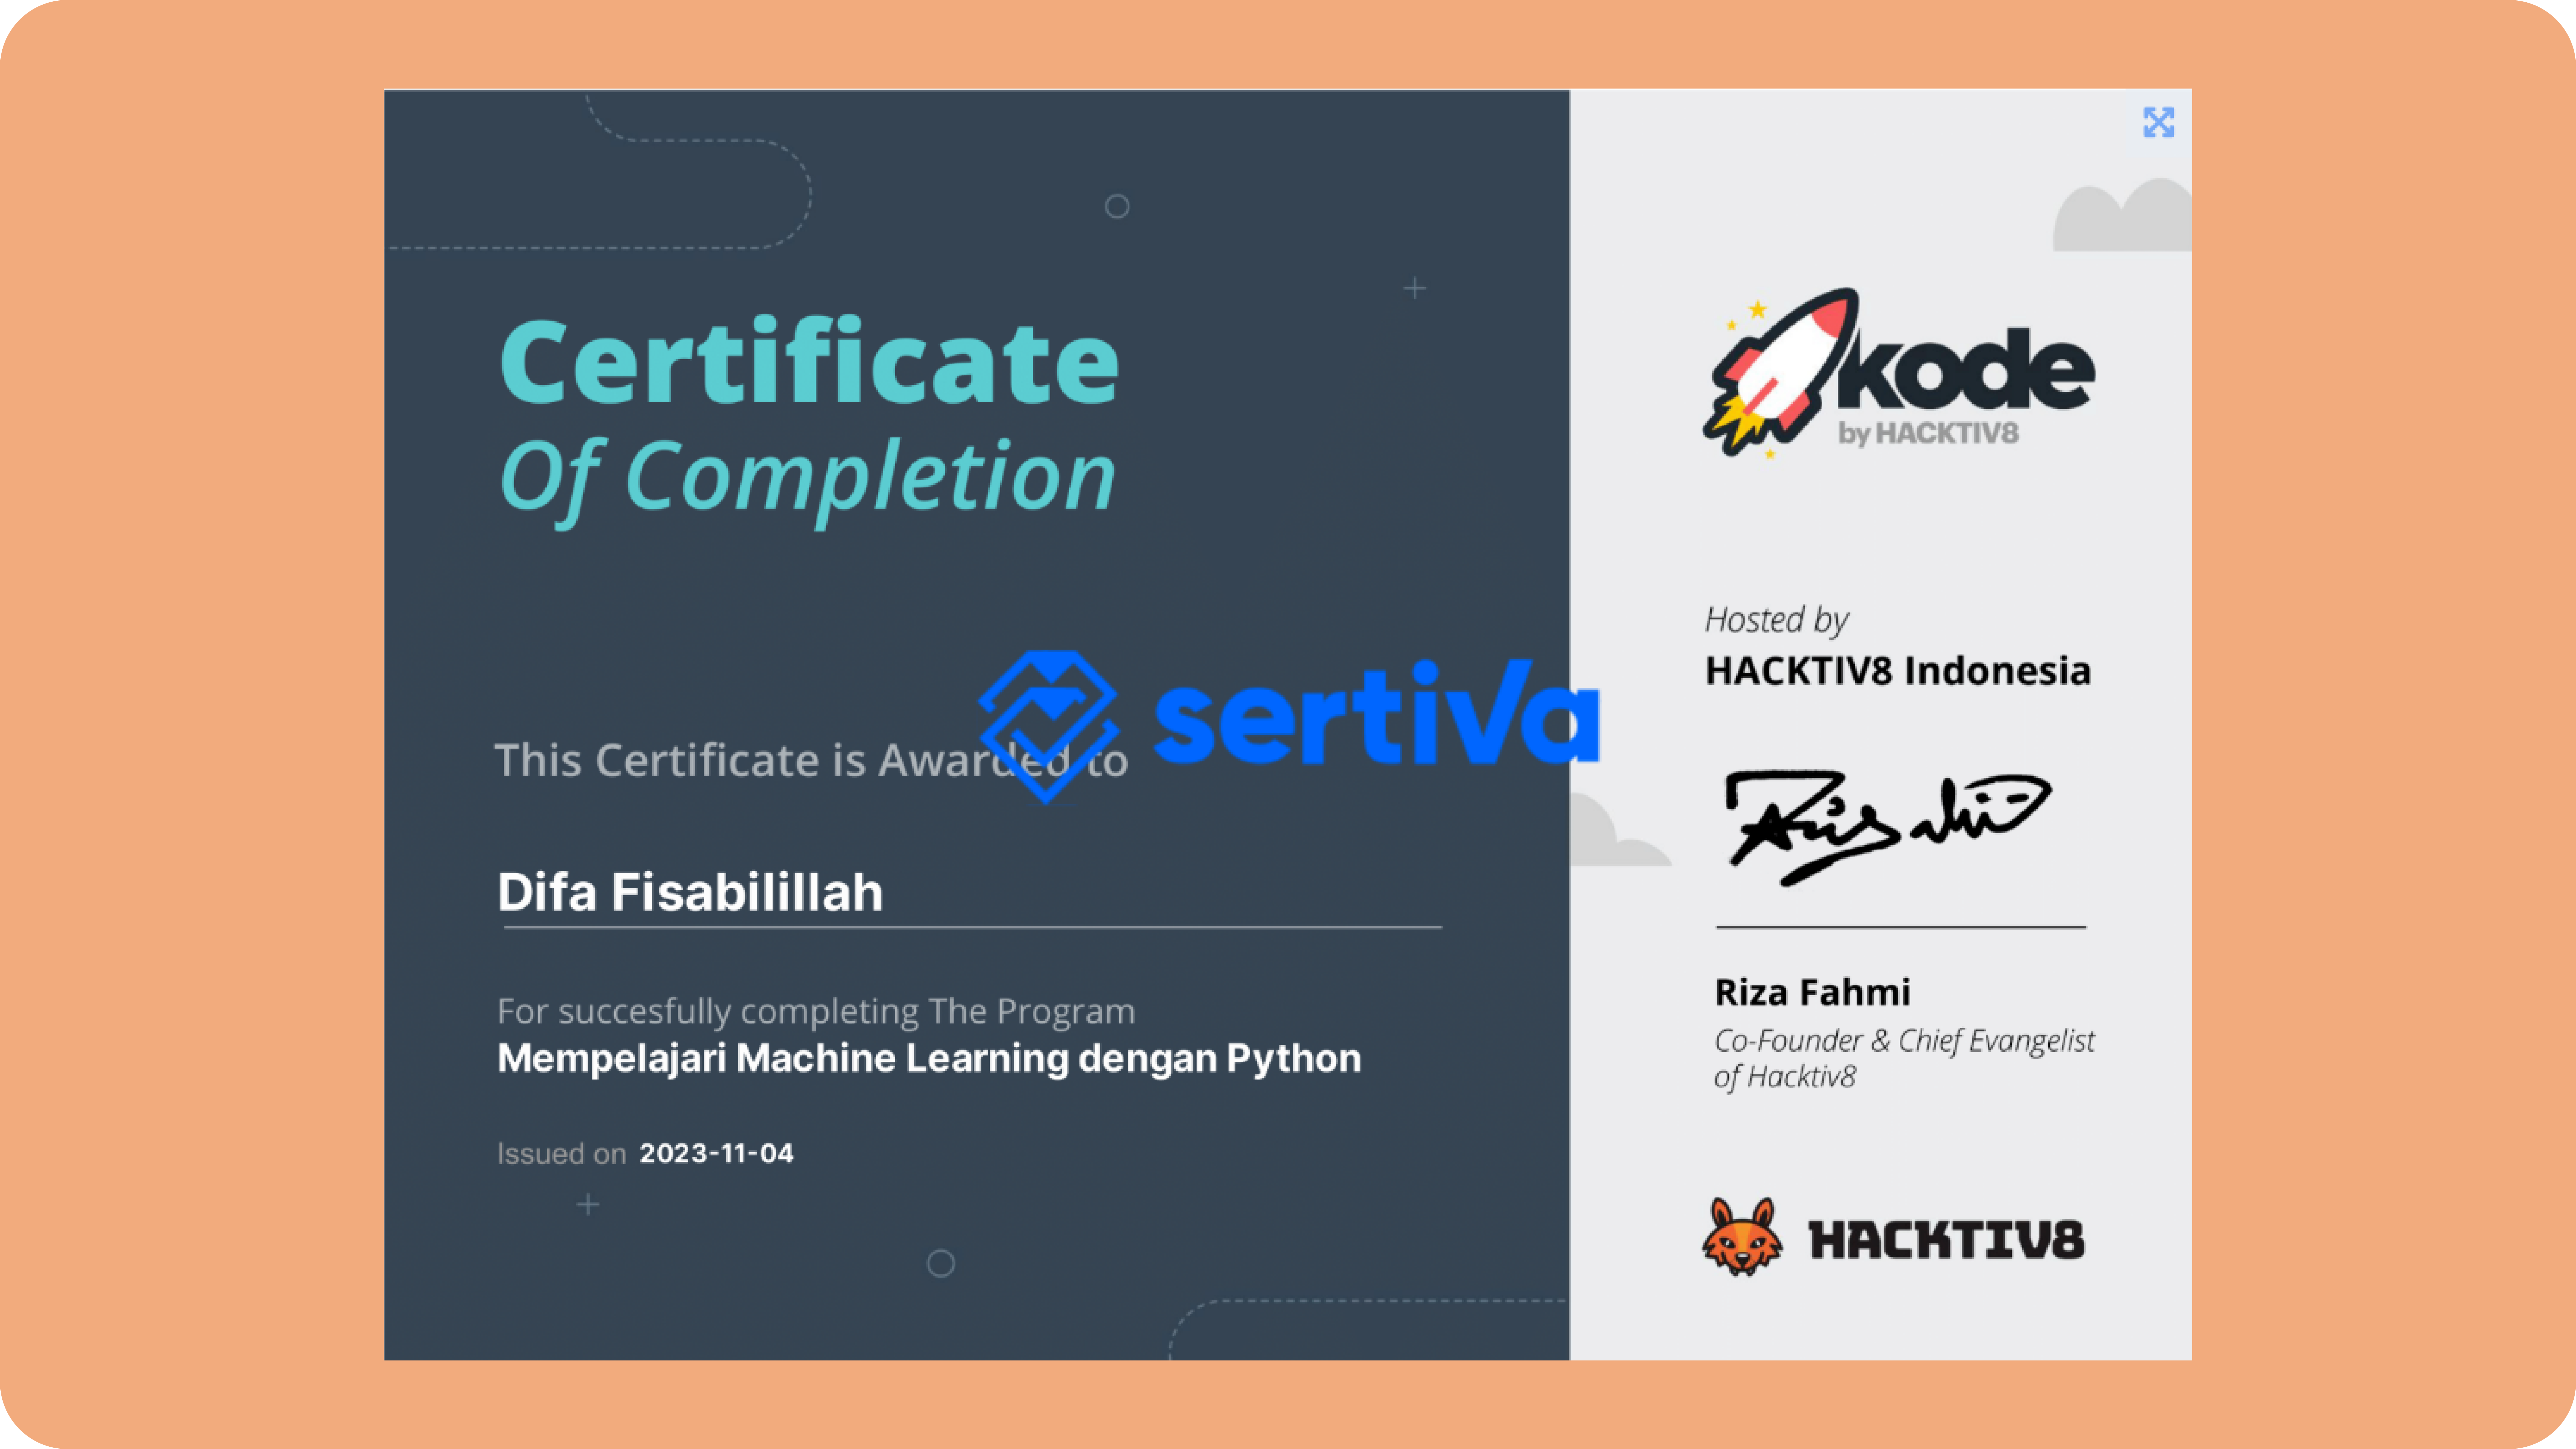 Certificate
Of Completion
sertiva
This Certificate is Awarded to
Difa Fisabilillah
For succesfully completing The Program
Mempelajari Machine Learning dengan Python
Issued on 2023-11-04
kode
by HACKTIV8
Hosted by
HACKTIV8 Indonesia
Riza Fahmi
Co-Founder & Chief Evangelist
of Hacktiv8
HACKTIV8